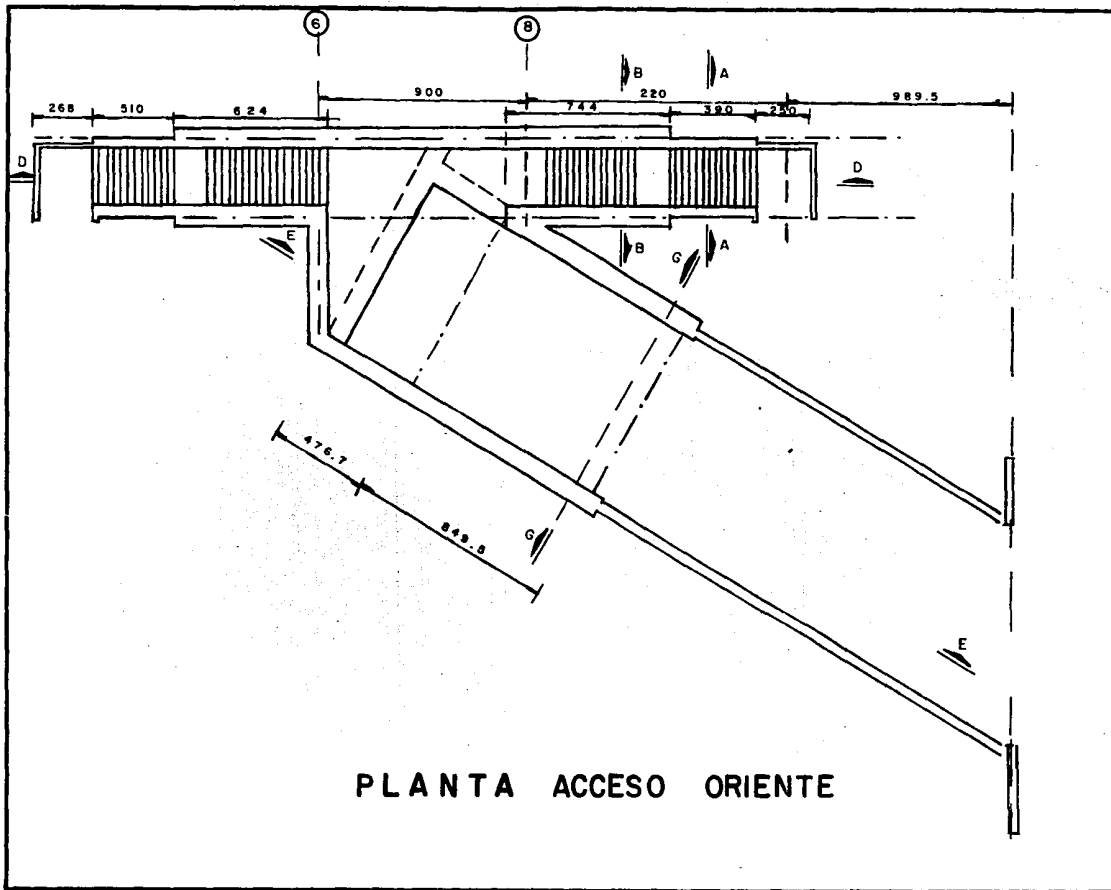 6 8
B A
900 220 989.5
268 510 624 744 390 250
D D
E B A
G
476.7
849.8
G
E
PLANTA ACCESO ORIENTE